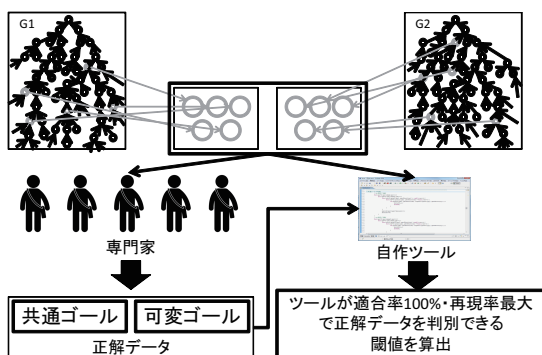 G1
G2
専門家
自作ツール
共通ゴール
可変ゴール
正解データ
ツールが適合率100%・再現率最大
で正解データを判別できる
閾値を算出